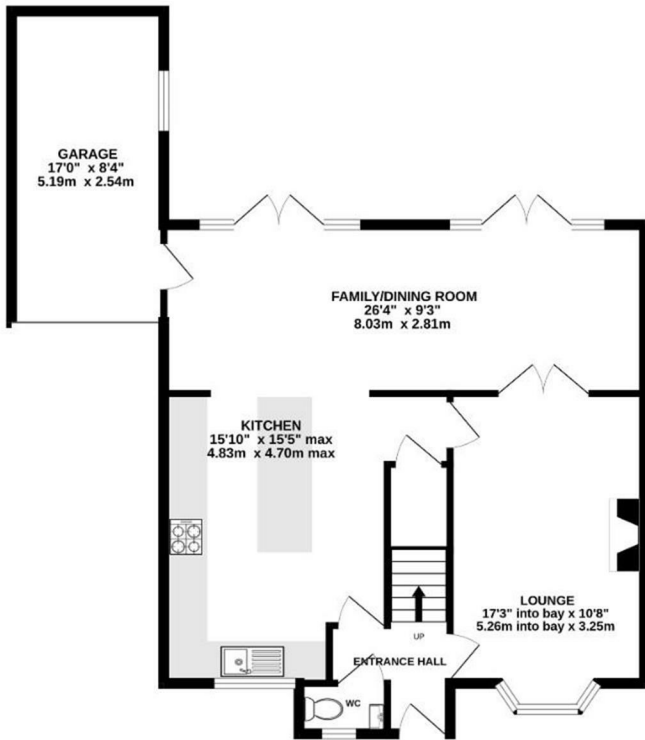 GARAGE
17'0" x 8'4"
5.19m x 2.54m
FAMILY/DINING ROOM
26'4" x 9'3"
8.03m x 2.81m
KITCHEN
15'10" x 15'5" max
4.83m x 4.70m max
LOUNGE
17'3" into bay x 10'8"
5.26m into bay x 3.25m
UP
ENTRANCE HALL
WC